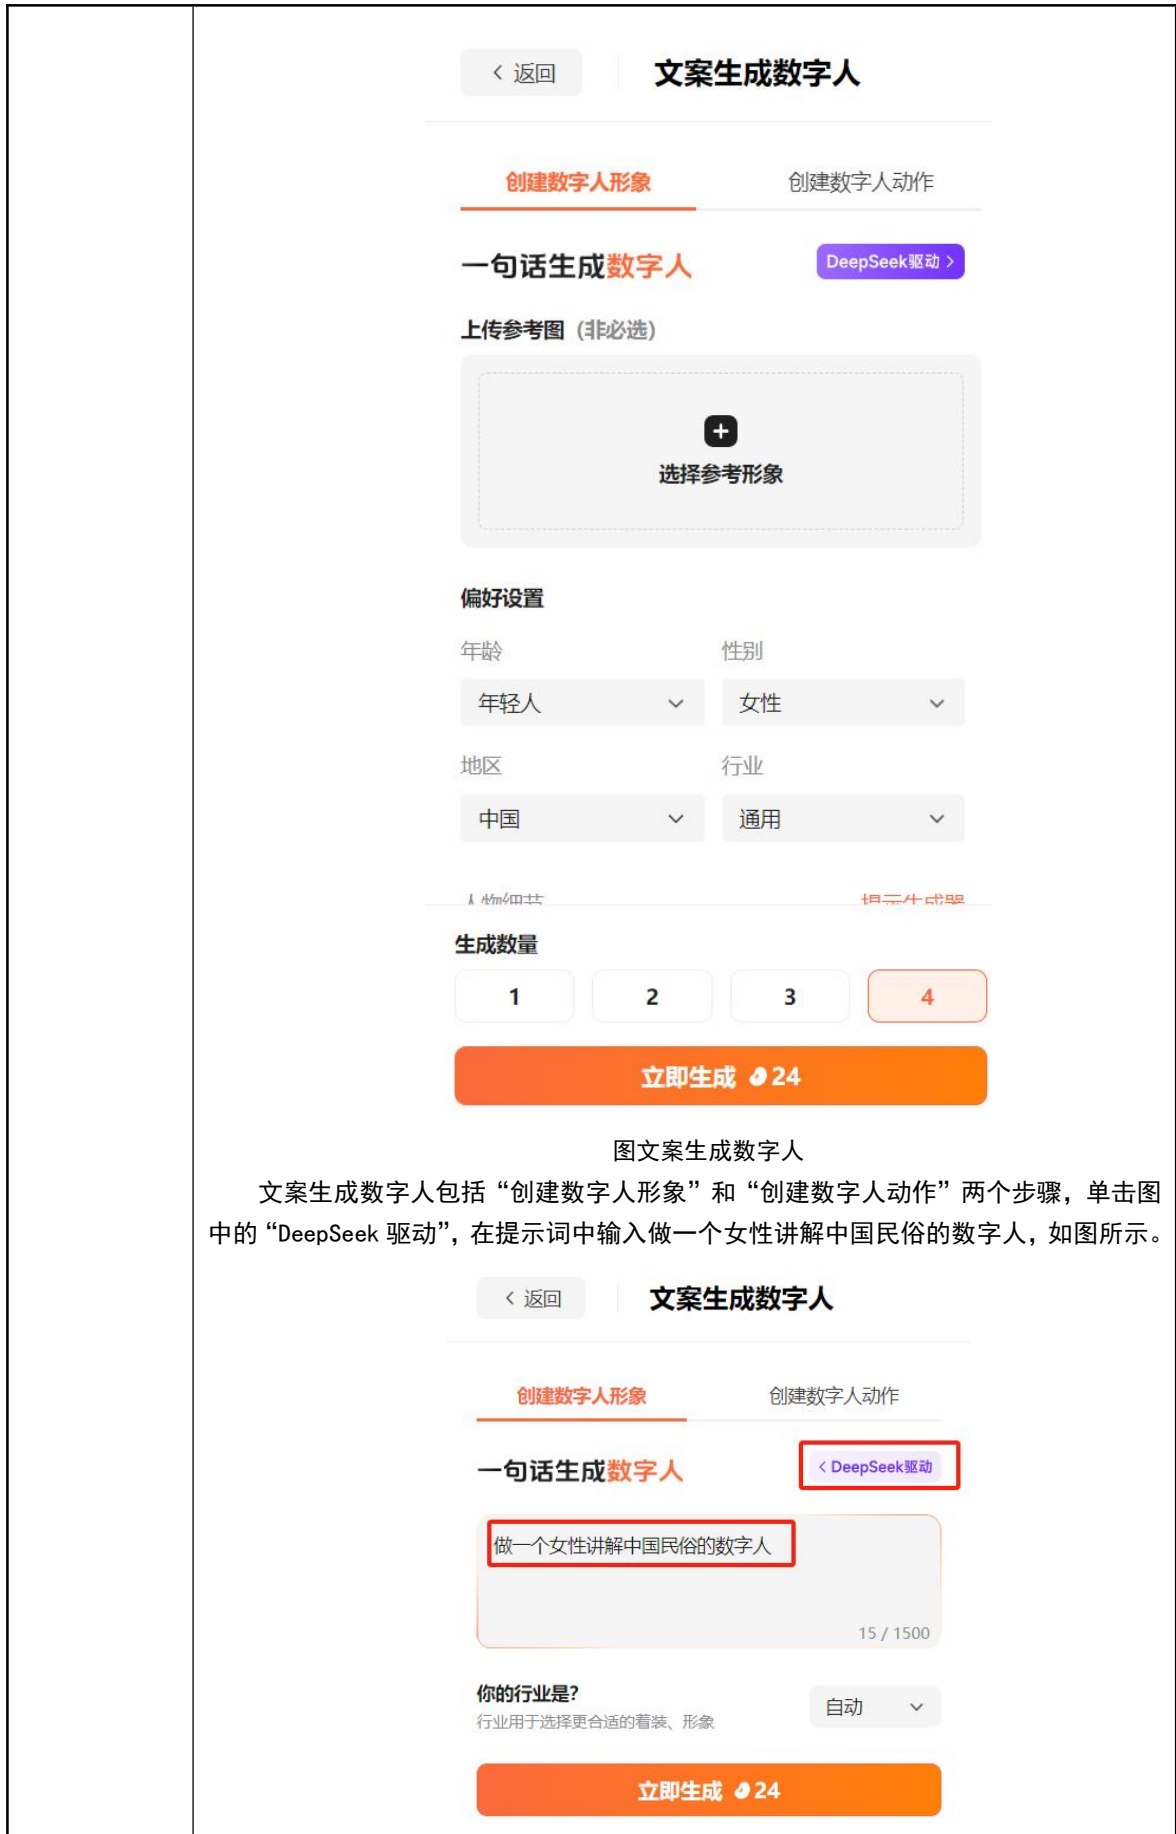 返回
文案生成数字人
创建数字人形象
创建数字人动作
一句话生成数字人
DeepSeek驱动
上传参考图（非必选）
选择参考形象
偏好设置
年龄
性别
年轻人
女性
地区
行业
中国
通用
人物细节
提示生成器
生成数量
1
2
3
4
立即生成 24
图文案生成数字人
文案生成数字人包括“创建数字人形象”和“创建数字人动作”两个步骤，单击图
中的“DeepSeek 驱动”，在提示词中输入做一个女性讲解中国民俗的数字人，如图所示。
返回
文案生成数字人
创建数字人形象
创建数字人动作
一句话生成数字人
DeepSeek驱动
做一个女性讲解中国民俗的数字人
15 / 1500
你的行业是？
自动
行业用于选择更合适的着装、形象
立即生成 24